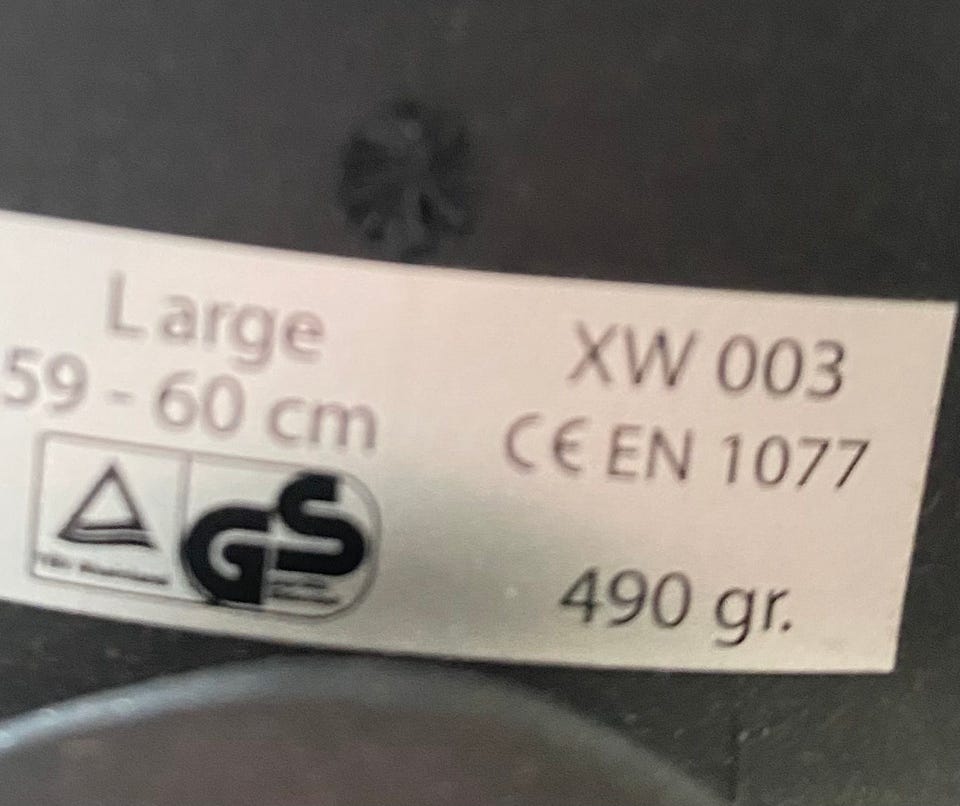 Large
59 - 60 cm
GS
XW 003
CE EN 1077
490 gr.